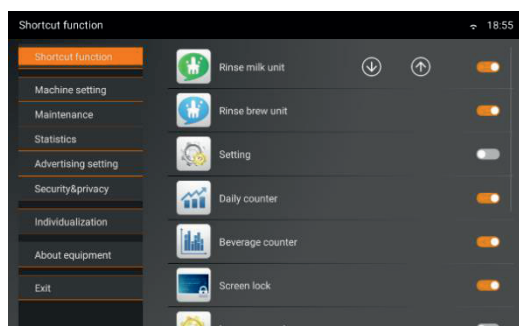 Shortcut function
18:55
Shortcut function
Machine setting
Maintenance
Statistics
Advertising setting
Security&privacy
Individualization
About equipment
Exit
Rinse milk unit
Rinse brew unit
Setting
Daily counter
Beverage counter
Screen lock